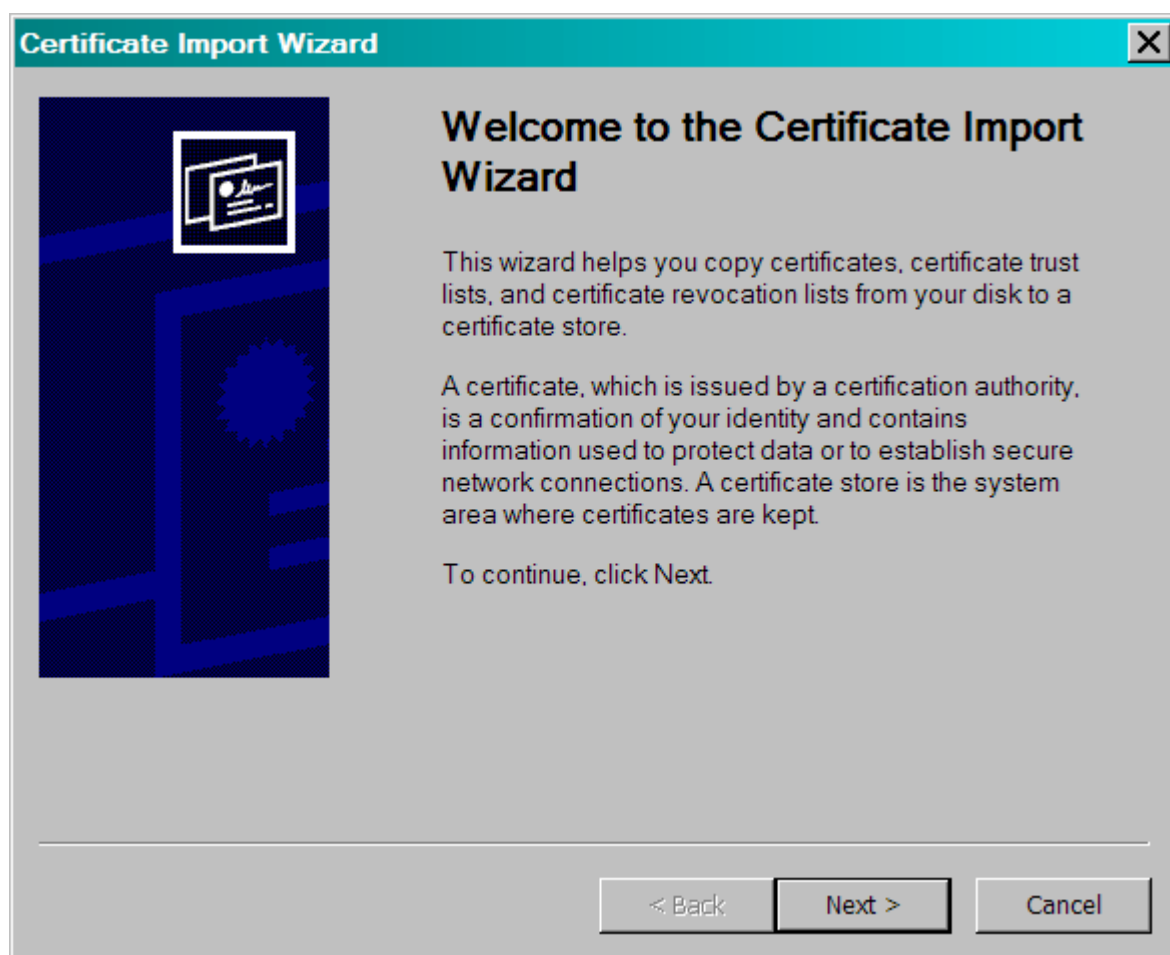 Certificate Import Wizard
Welcome to the Certificate Import
Wizard
This wizard helps you copy certificates, certificate trust
lists, and certificate revocation lists from your disk to a
certificate store.
A certificate, which is issued by a certification authority,
is a confirmation of your identity and contains
information used to protect data or to establish secure
network connections. A certificate store is the system
area where certificates are kept.
To continue, click Next.
< Back Next > Cancel